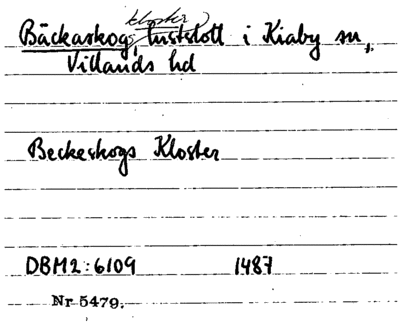 kloster
Bäckaskog, lustslott i Kiaby sn,
Villands hd
Beckeskogs Kloster
DBM2:6109 1487
Nr 5479.